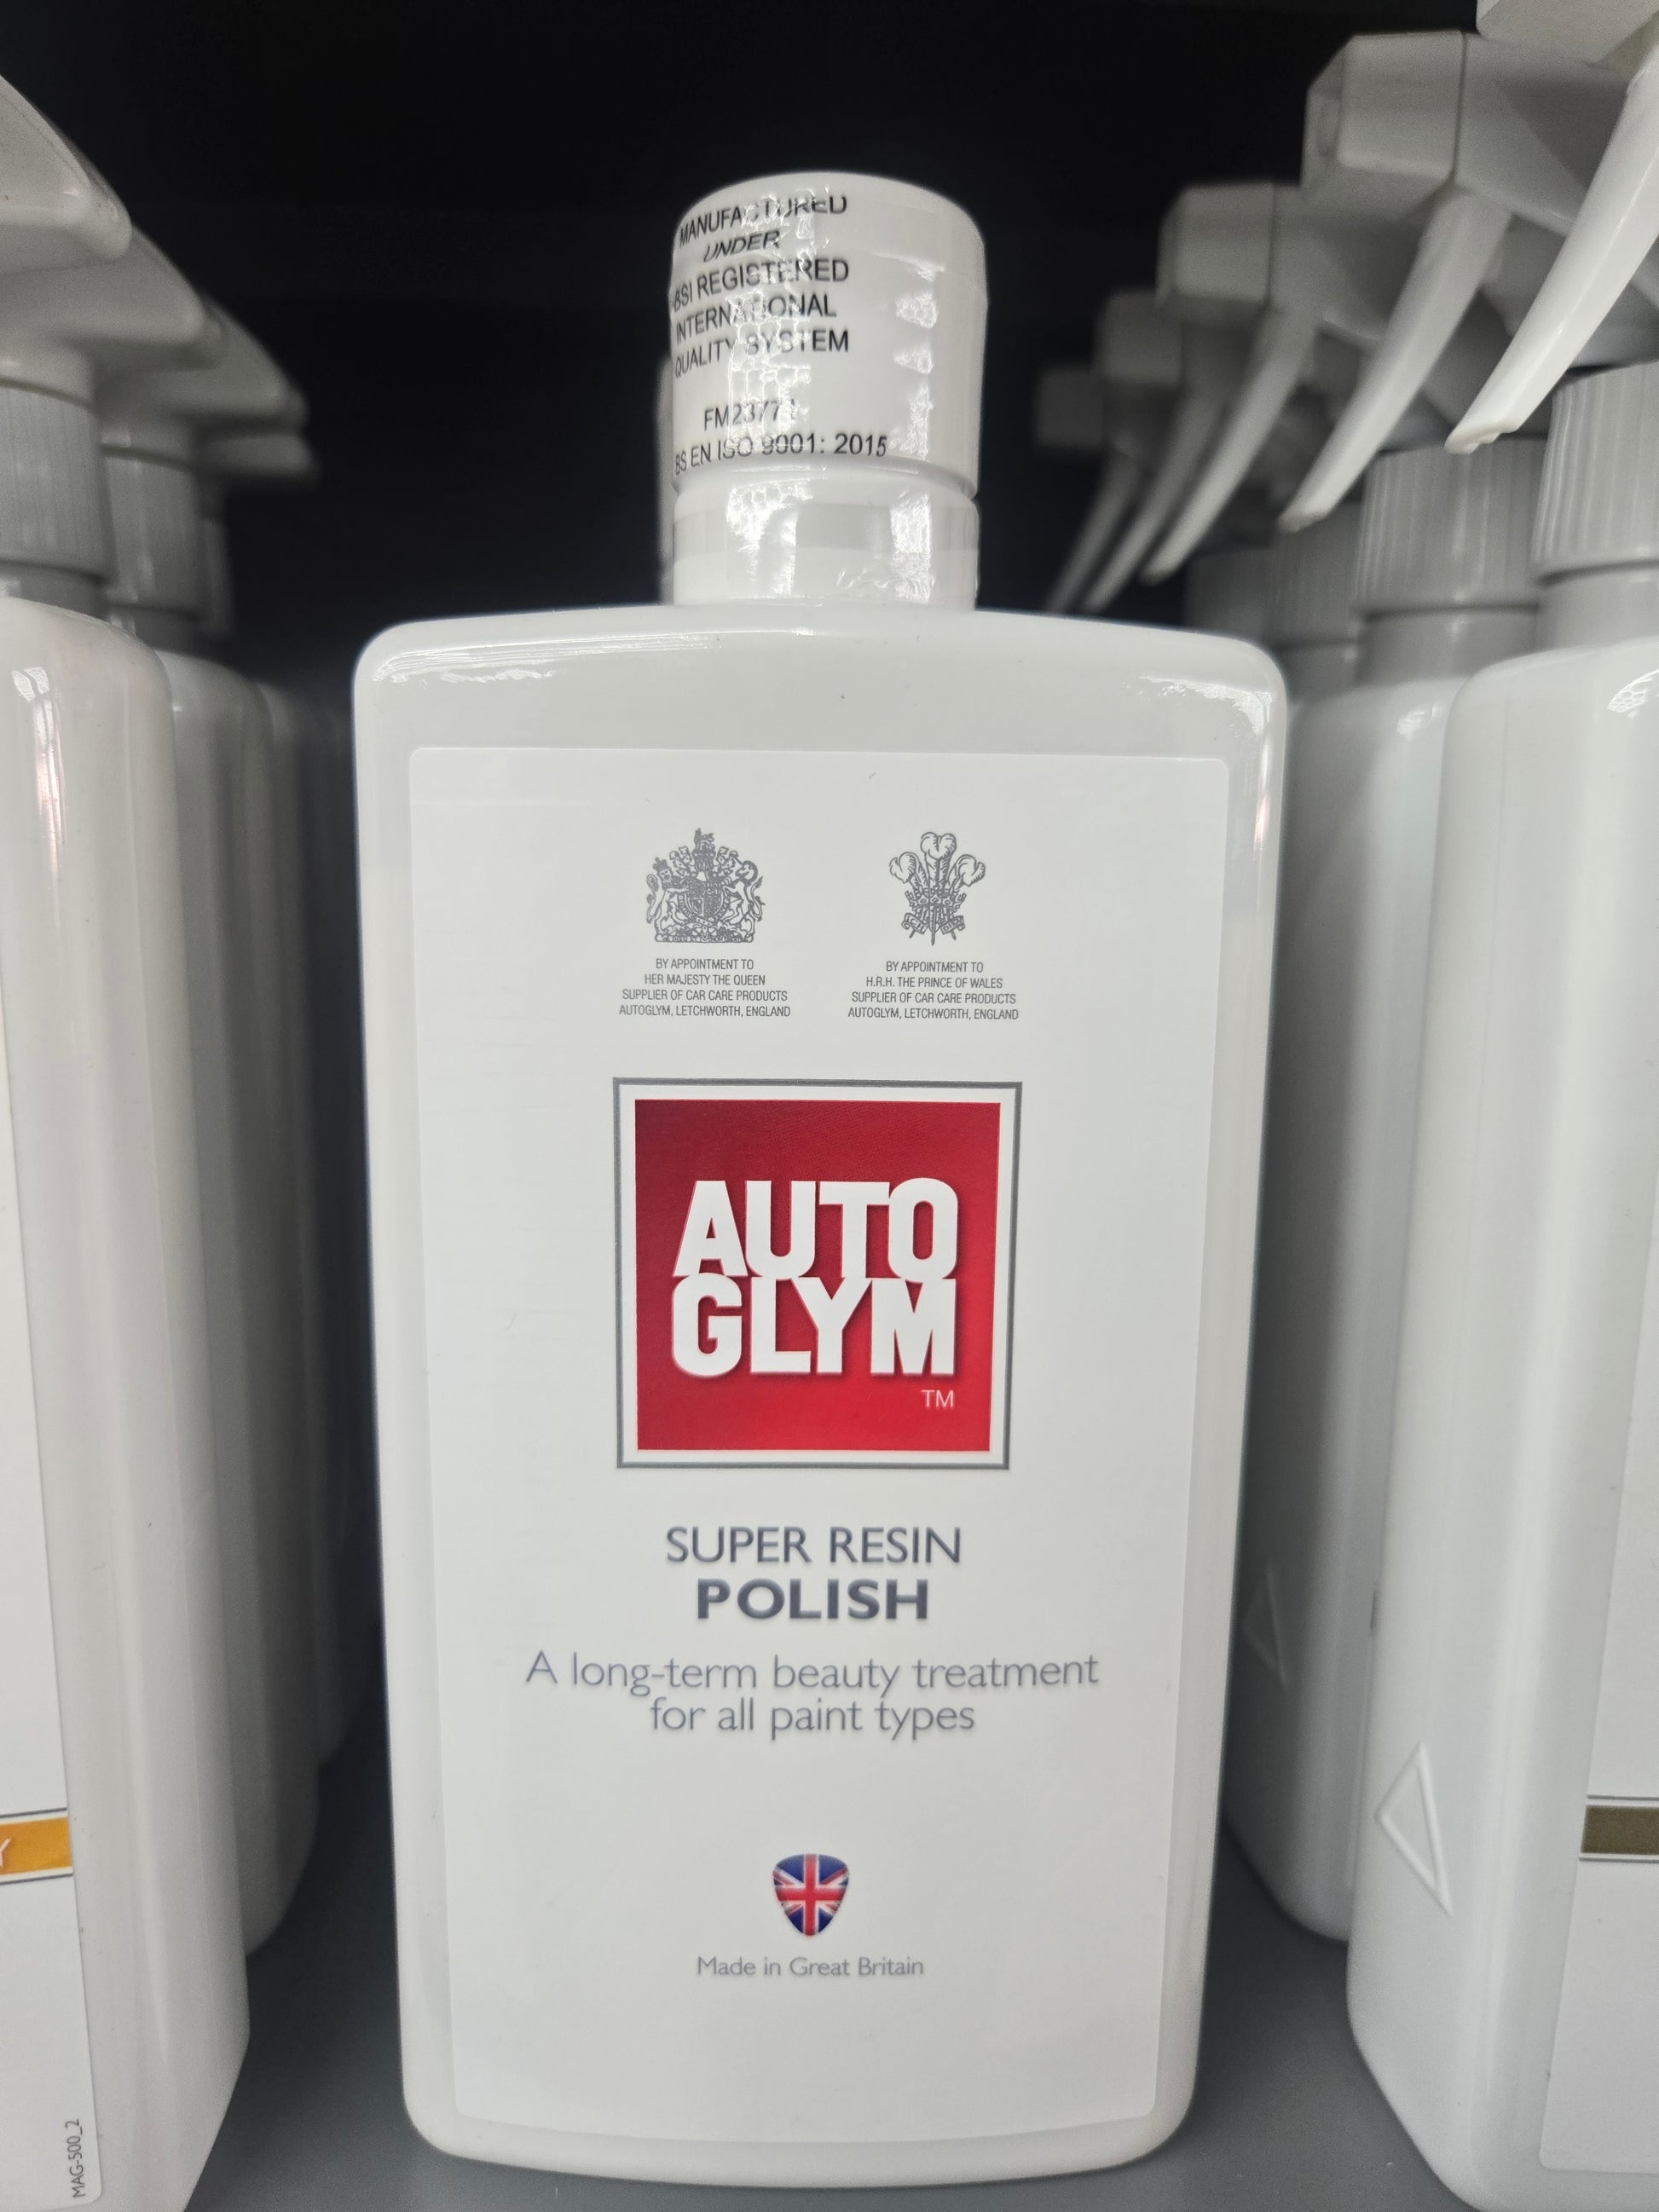 MANUFACTURED
UNDER
BSI REGISTERED
INTERNATIONAL
QUALITY SYSTEM
BS EN ISO 9001: 2015
BY APPOINTMENT TO
HER MAJESTY THE QUEEN
SUPPLIER OF CAR CARE PRODUCTS
AUTOGLYM, LETCHWORTH, ENGLAND
BY APPOINTMENT TO
H.R.H. THE PRINCE OF WALES
SUPPLIER OF CAR CARE PRODUCTS
AUTOGLYM, LETCHWORTH, ENGLAND
AUTO
GLYM
TM
SUPER RESIN
POLISH
A long-term beauty treatment
for all paint types
Made in Great Britain
MAG-500_2